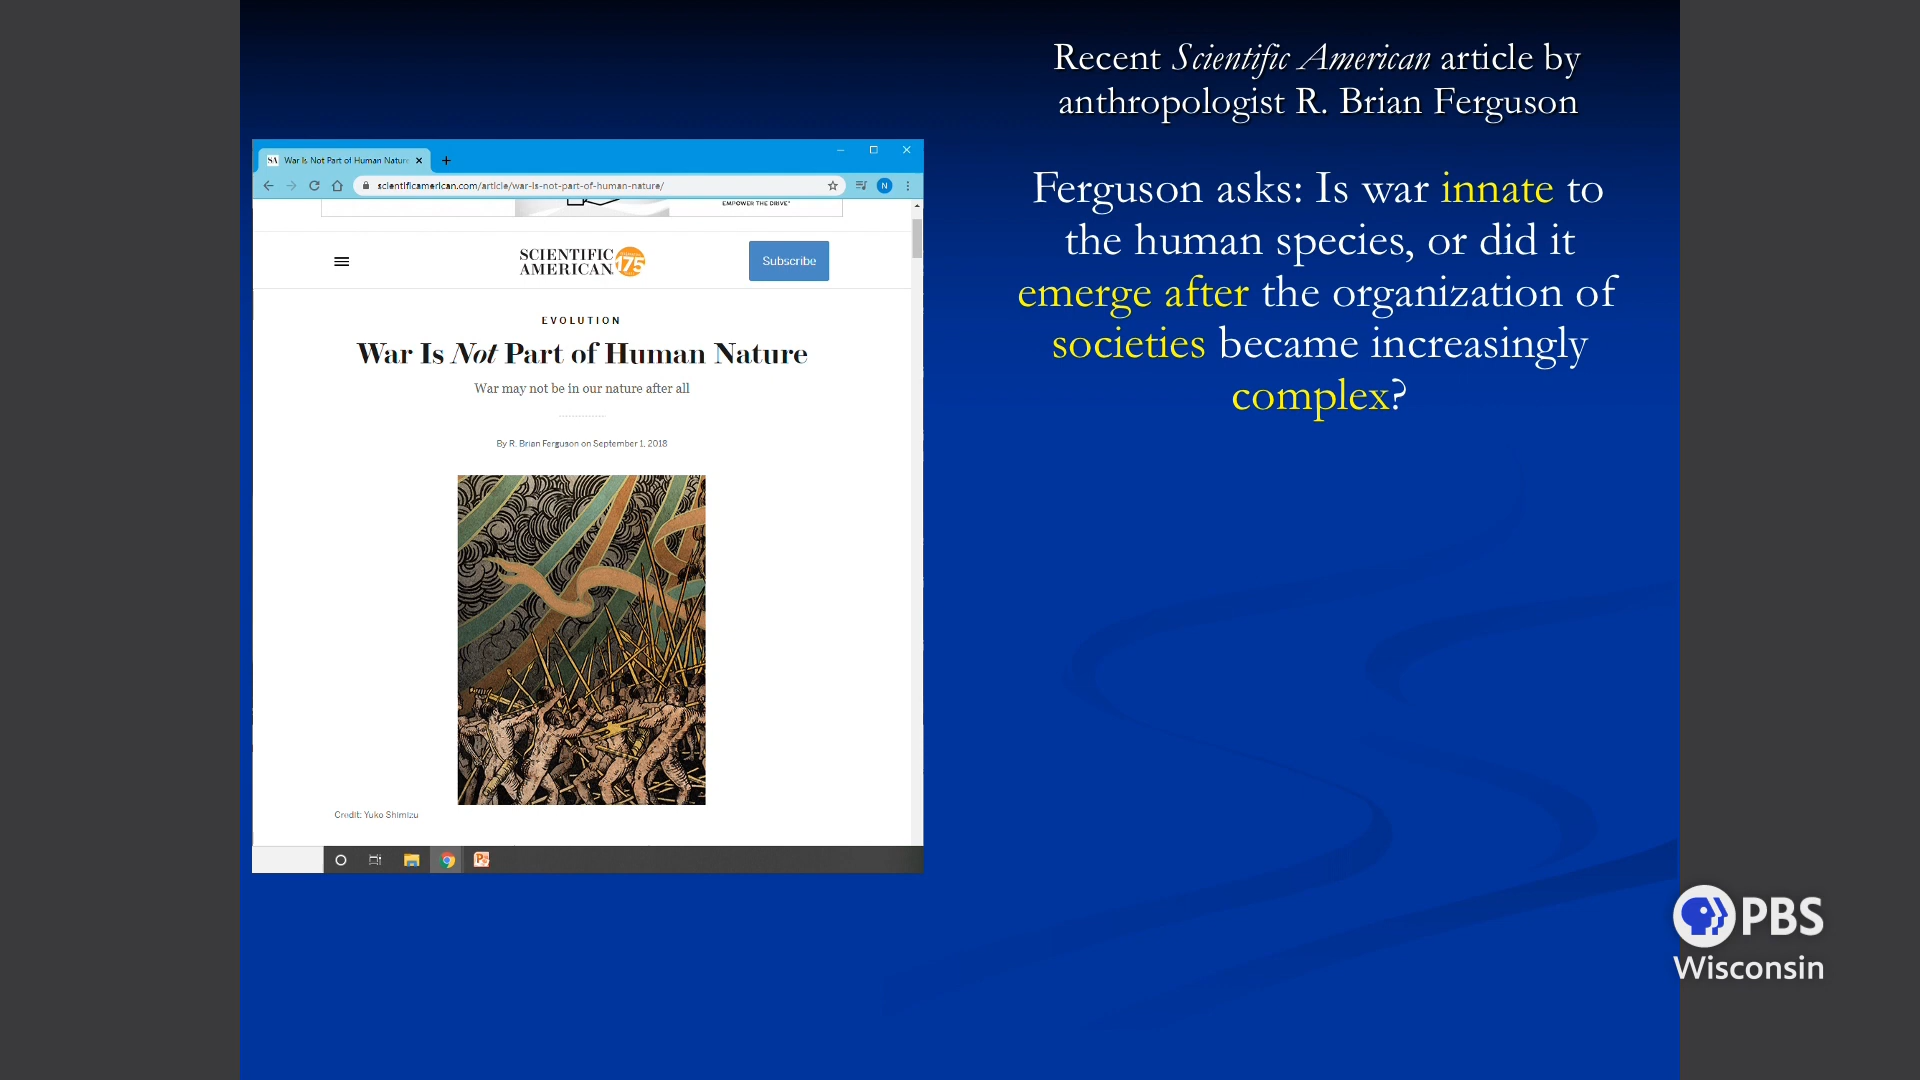 Recent Scientific American article by
anthropologist R. Brian Ferguson
Ferguson asks: Is war innate to
the human species, or did it
emerge after the organization of
societies became increasingly
complex?
SA War Is Not Part of Human Nature
scientificamerican.com/article/war-is-not-part-of-human-nature/
N
EMPOWER THE DRIVE
SCIENTIFIC
AMERICAN
175
Subscribe
EVOLUTION
War Is Not Part of Human Nature
War may not be in our nature after all
By R. Brian Ferguson on September 1, 2018
Credit: Yuko Shimizu
PBS
Wisconsin